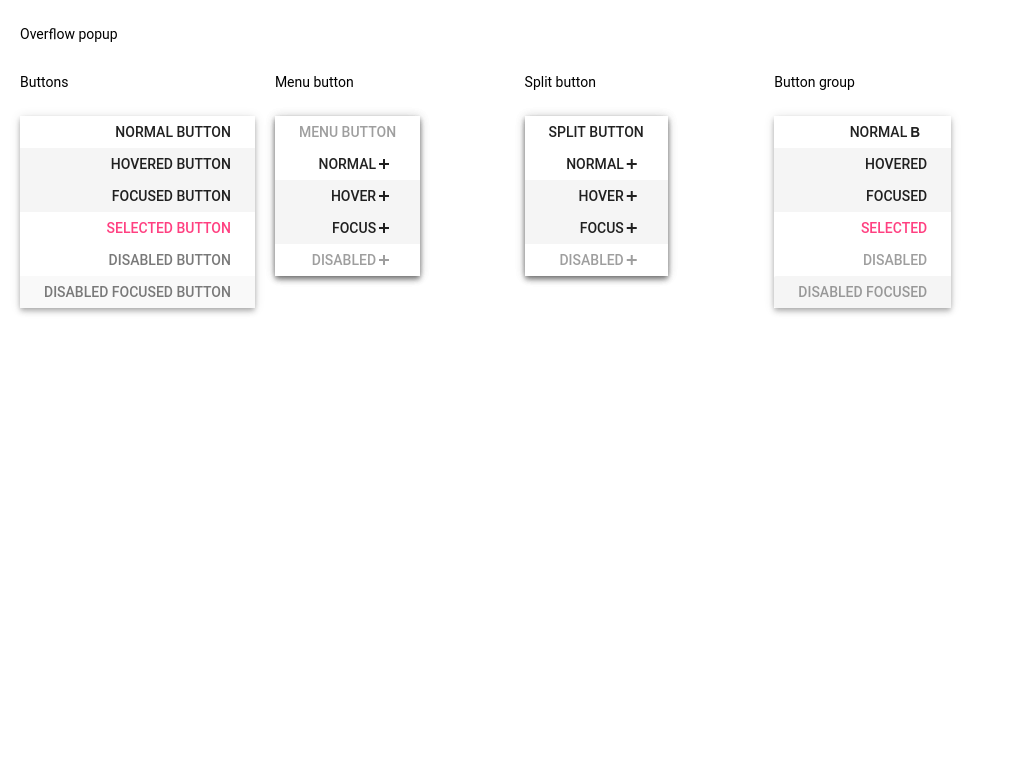 Overflow popup
Buttons
NORMAL BUTTON
HOVERED BUTTON
FOCUSED BUTTON
SELECTED BUTTON
DISABLED BUTTON
DISABLED FOCUSED BUTTON
Menu button
MENU BUTTON
NORMAL
HOVER
FOCUS
DISABLED
Split button
SPLIT BUTTON
NORMAL
HOVER
FOCUS
DISABLED
Button group
NORMAL B
HOVERED
FOCUSED
SELECTED
DISABLED
DISABLED FOCUSED